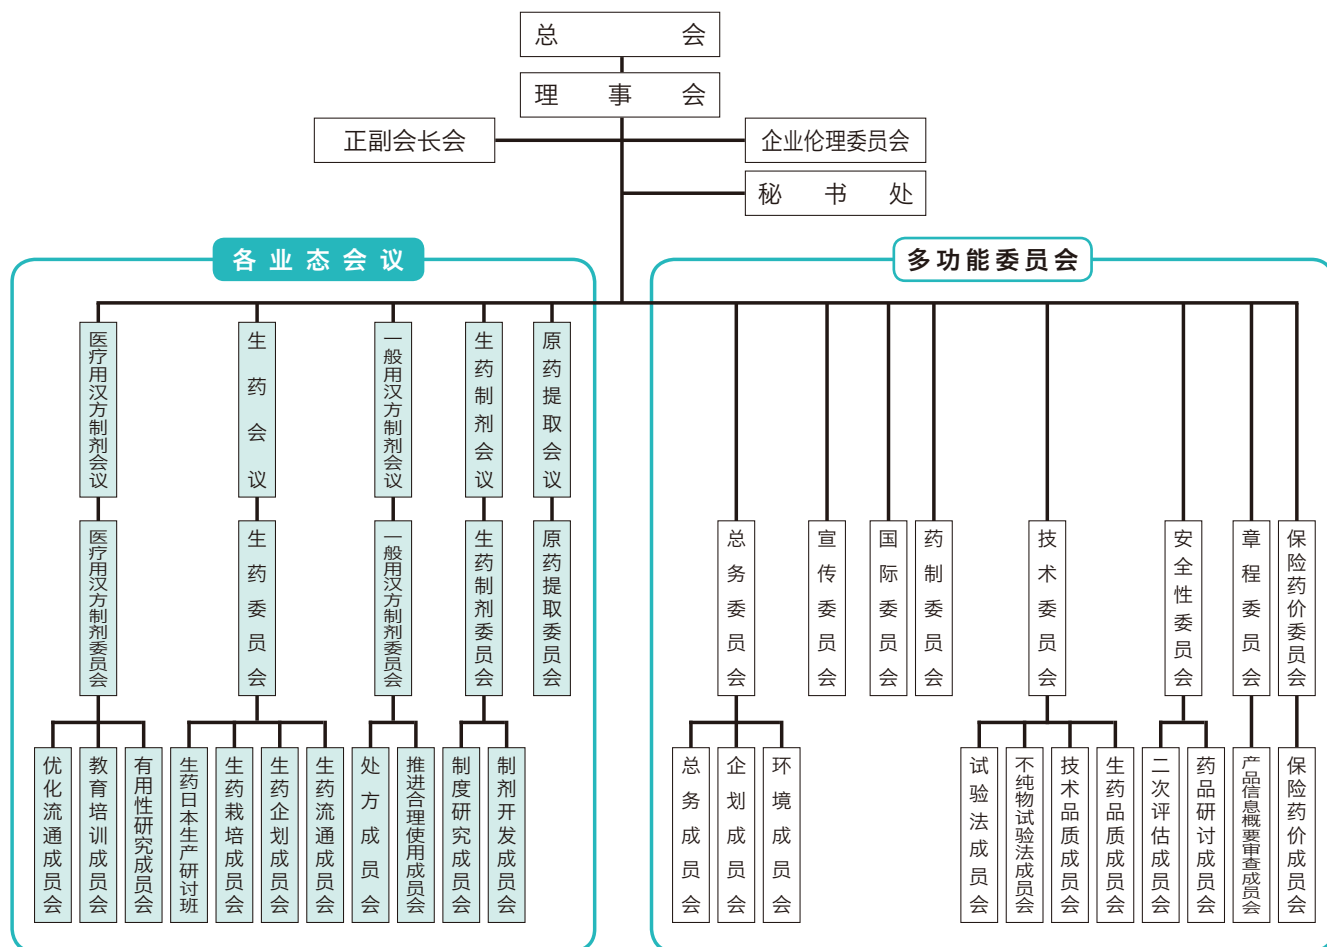 总会
理事会
正副会长会
企业伦理委员会
秘书处
各业态会议
多功能委员会
医疗用汉方制剂会议
生药会议
一般用汉方制剂会议
生药制剂会议
原药提取会议
医疗用汉方制剂委员会
生药委员会
一般用汉方制剂委员会
生药制剂委员会
原药提取委员会
总务委员会
宣传委员会
国际委员会
药制委员会
技术委员会
安全性委员会
章程委员会
保险药价委员会
优化流通成员会
教育培训成员会
有用性研究成员会
生药日本生产研讨班
生药栽培成员会
生药企划成员会
生药流通成员会
处方成员会
推进合理使用成员会
制度研究成员会
制剂开发成员会
总务成员会
企划成员会
环境成员会
试验法成员会
不纯物试验法成员会
技术品质成员会
生药品质成员会
二次评估成员会
药品研讨成员会
产品信息概要审查成员会
保险药价成员会